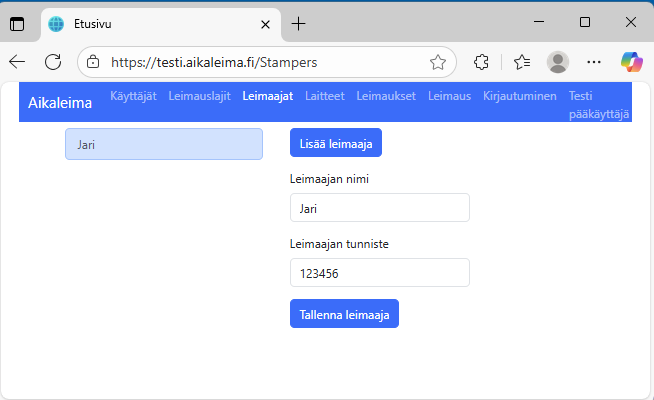 Etusivu
https://testi.aikaleima.fi/Stampers
Aikaleima Käyttäjät Leimauslajit Leimaajat Laitteet Leimaukset Leimaus Kirjautuminen Testi
pääkäyttäjä
Jari
Lisää leimaaja
Leimaajan nimi
Jari
Leimaajan tunniste
123456
Tallenna leimaaja